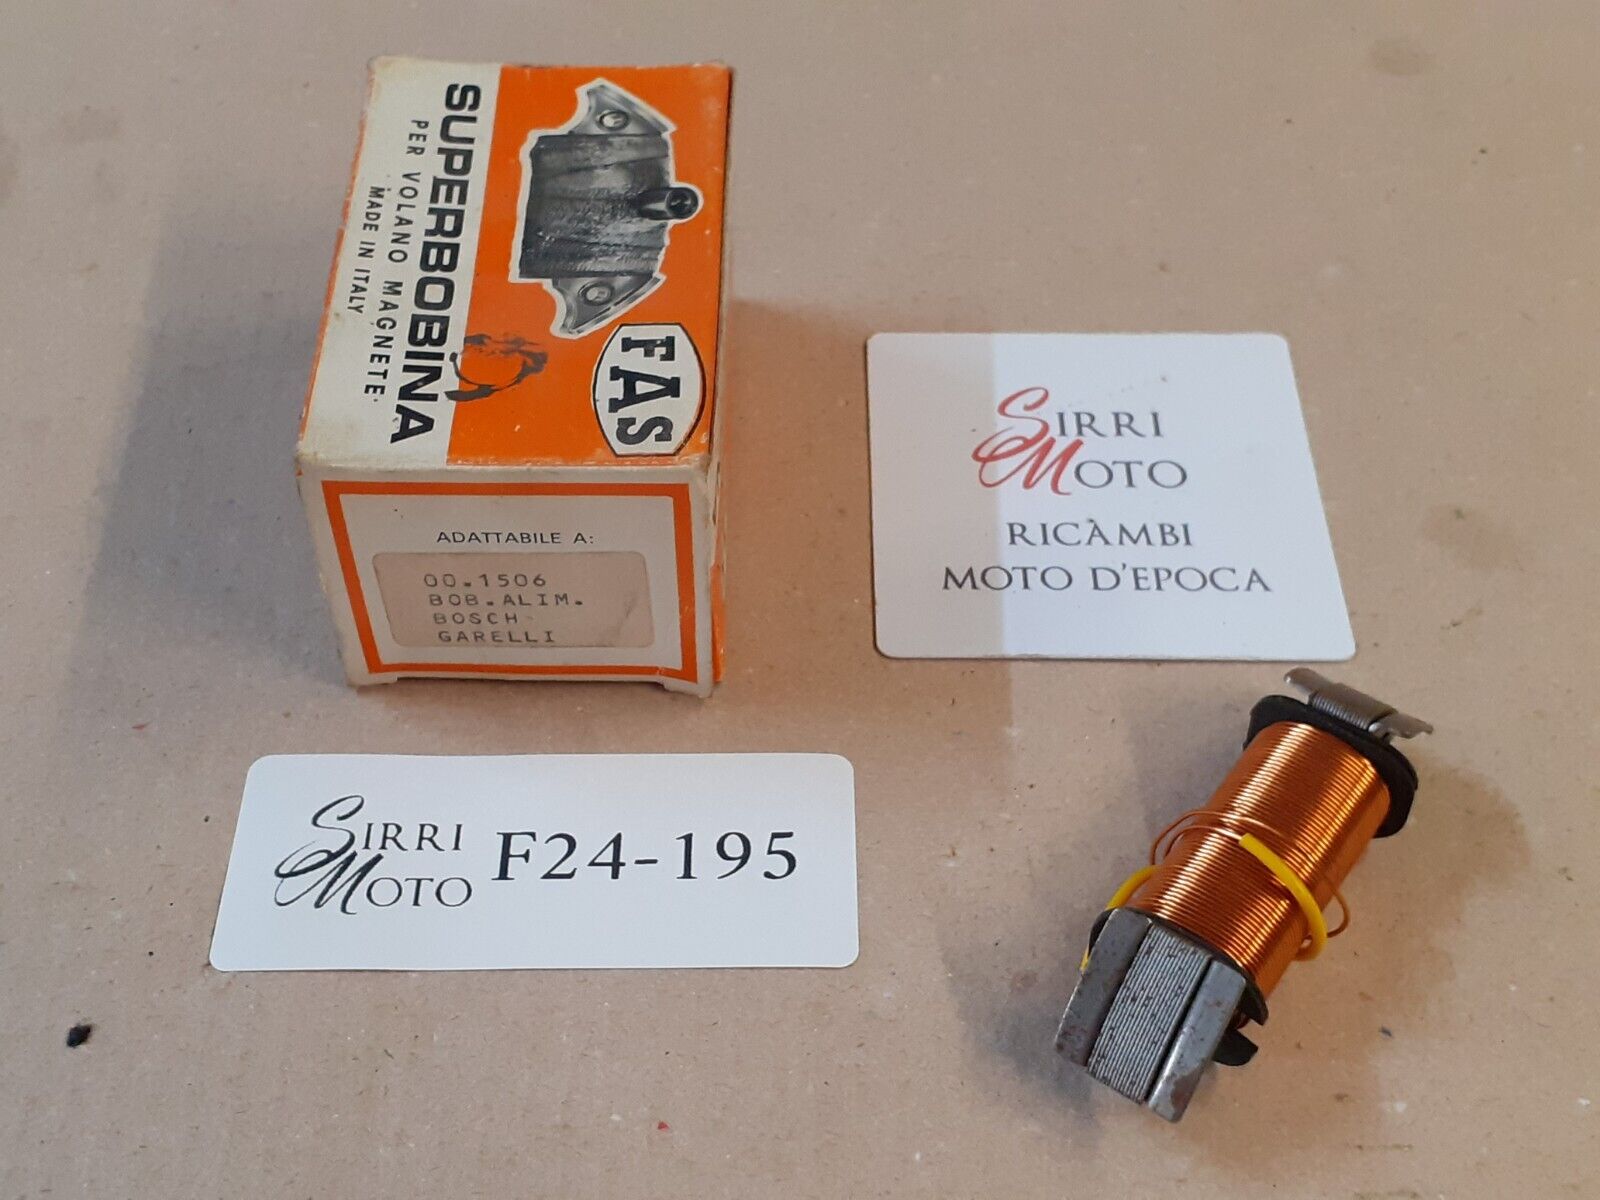 SUPERBOBINA
PER VOLANO MAGNETE
MADE IN ITALY
FAS
ADATTABILE A:
00.1506
BOB.ALIM.
BOSCH
GARELLI
SIRRI
MOTO
RICÀMBI
MOTO D'EPOCA
SIRRI
MOTO
F24-195